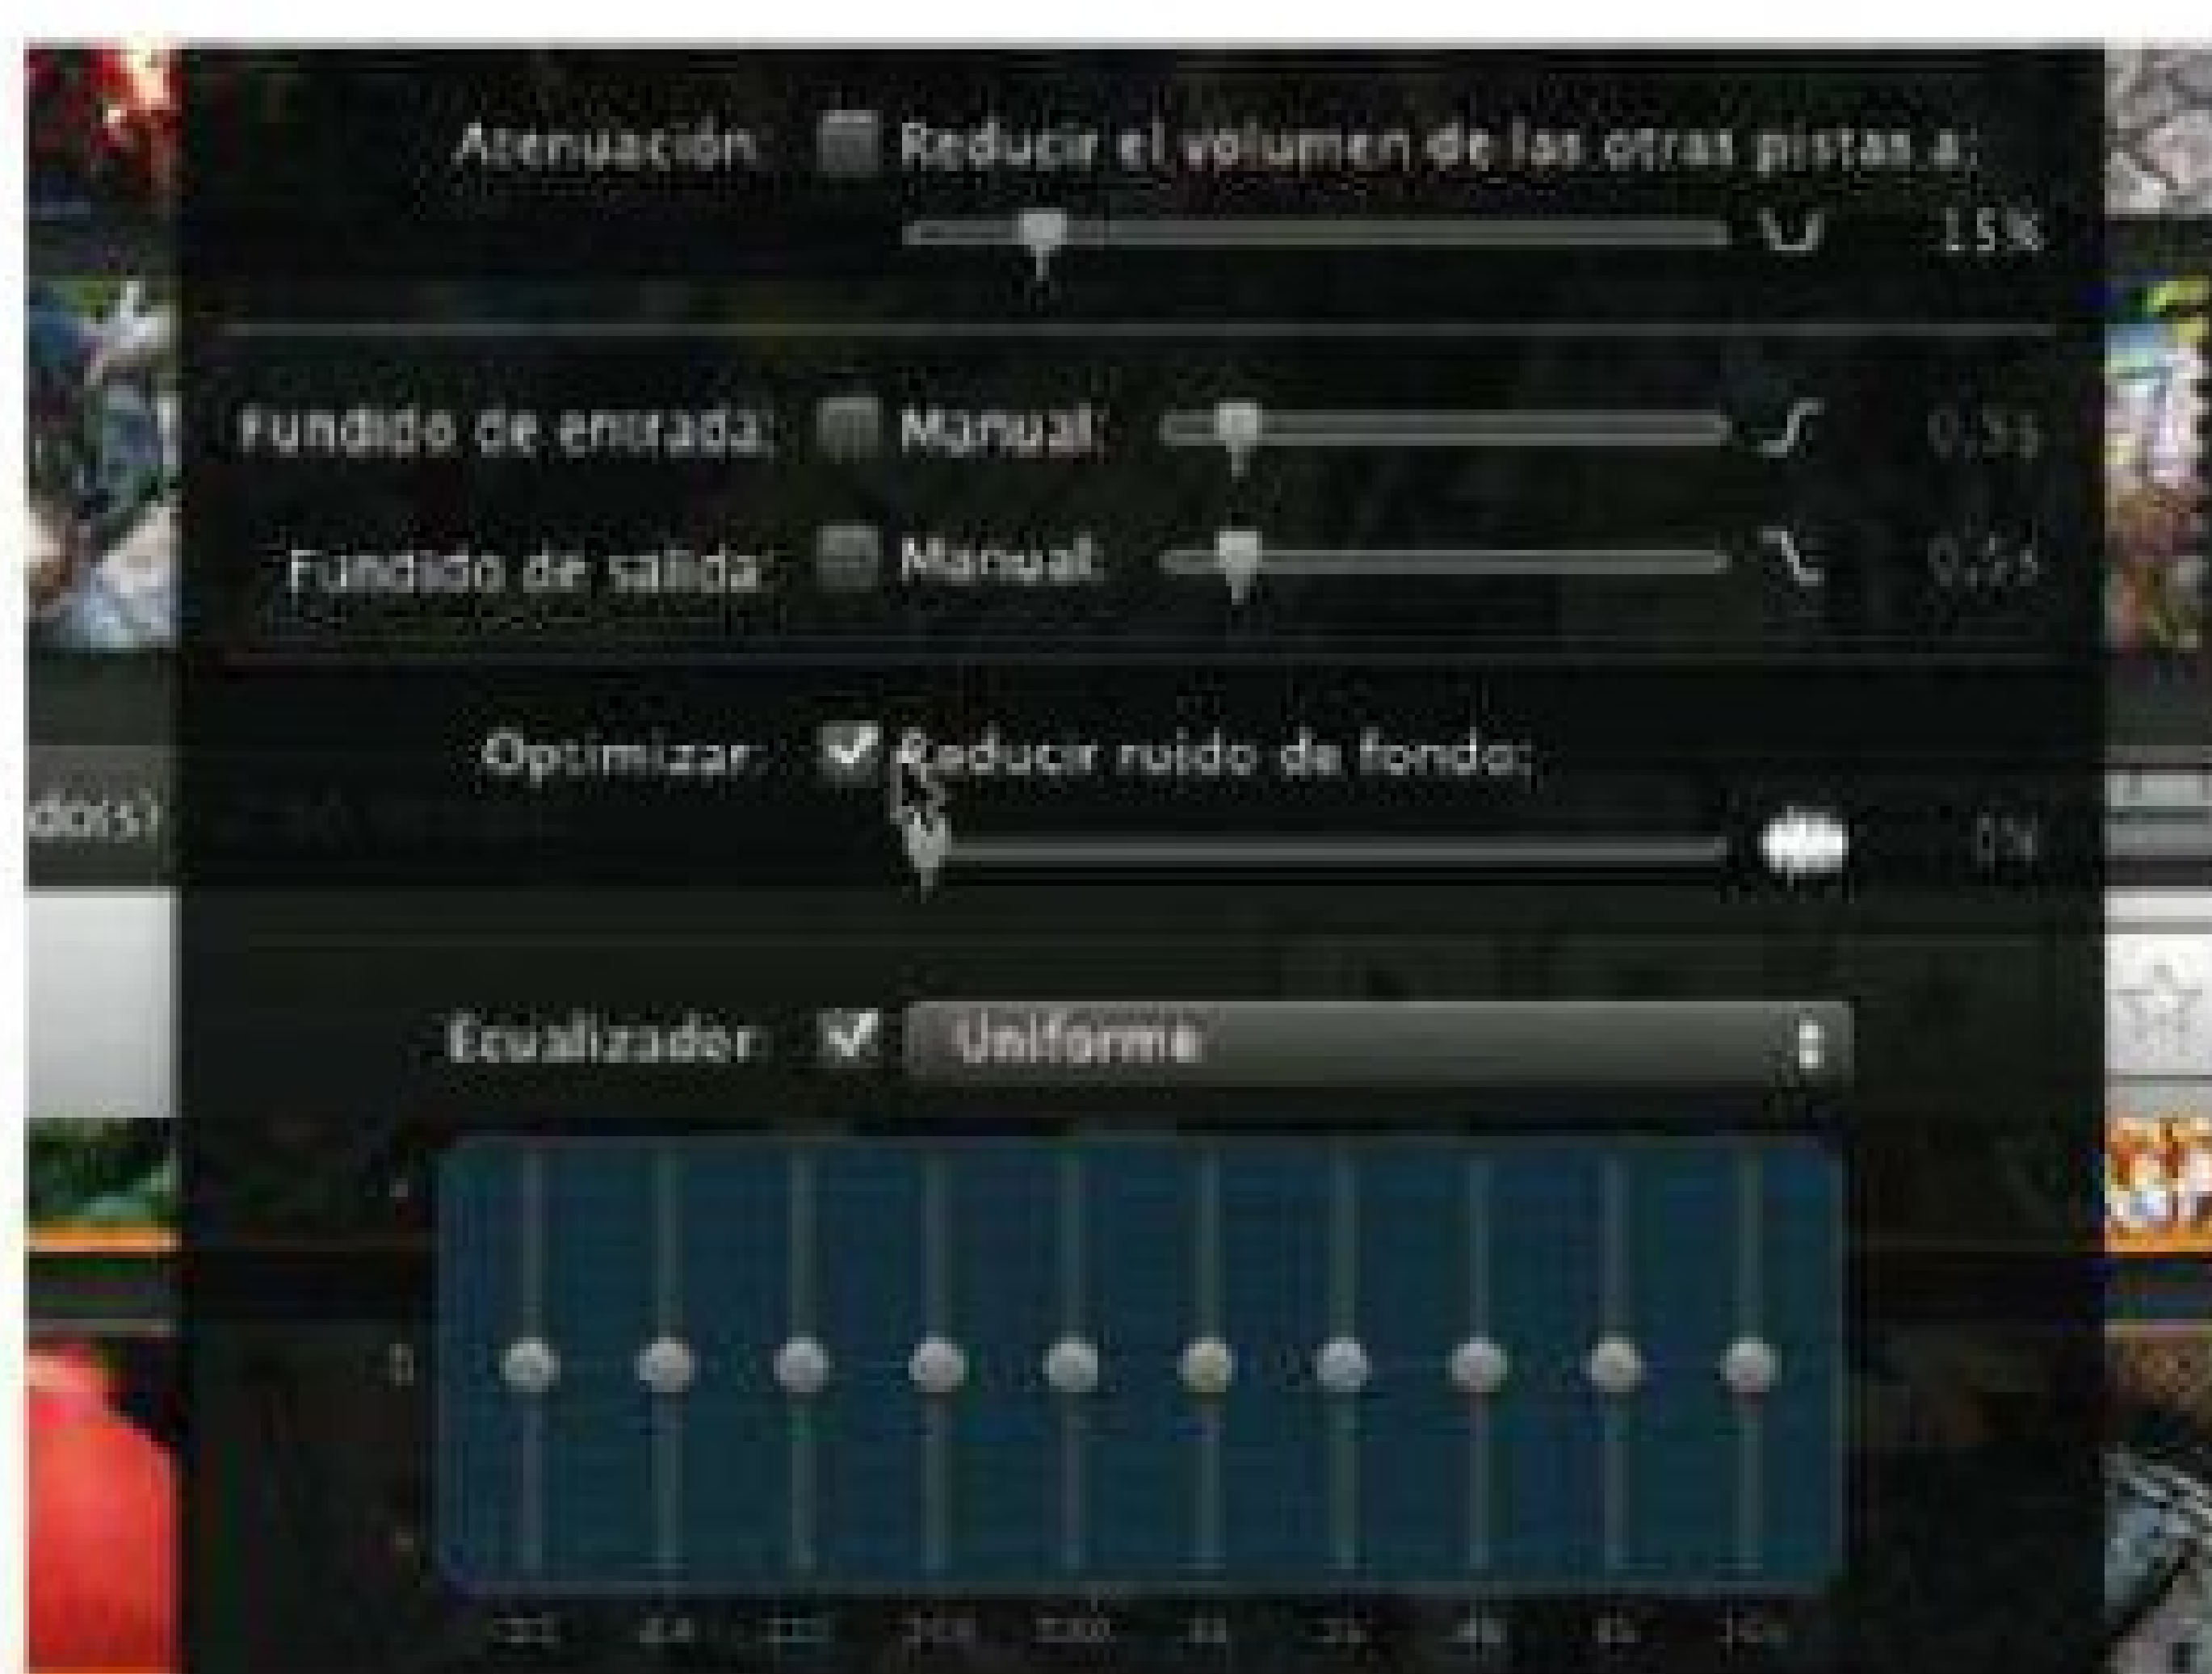 Atenuación: Reducir el volumen de las otras pistas a:
15%
Fundido de entrada: Manual:
Fundido de salida: Manual:
Optimizar: Reducir ruido de fondo:
0%
Ecualizador: Uniforme
0